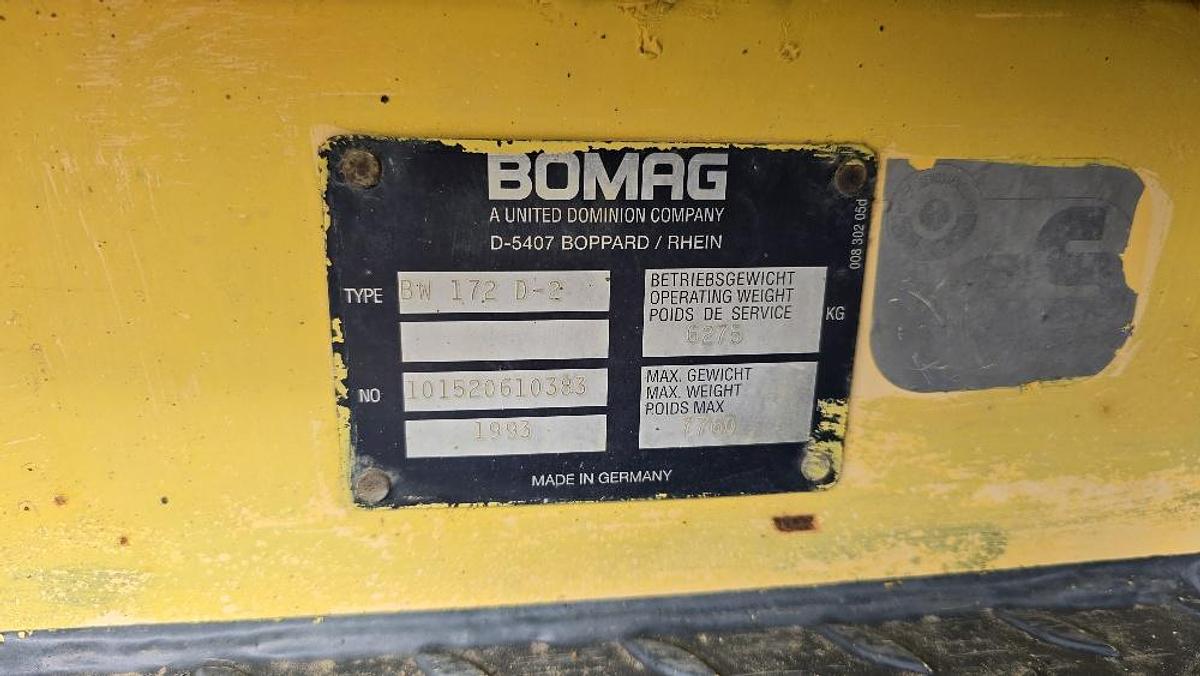 BOMAG
A UNITED DOMINION COMPANY
D-5407 BOPPARD / RHEIN
008 302 05d
TYPE BW 172 D-2
BETRIEBSGEWICHT
OPERATING WEIGHT
POIDS DE SERVICE
6275 KG
NO 101520610383
1993
MAX. GEWICHT
MAX. WEIGHT
POIDS MAX
7760
MADE IN GERMANY